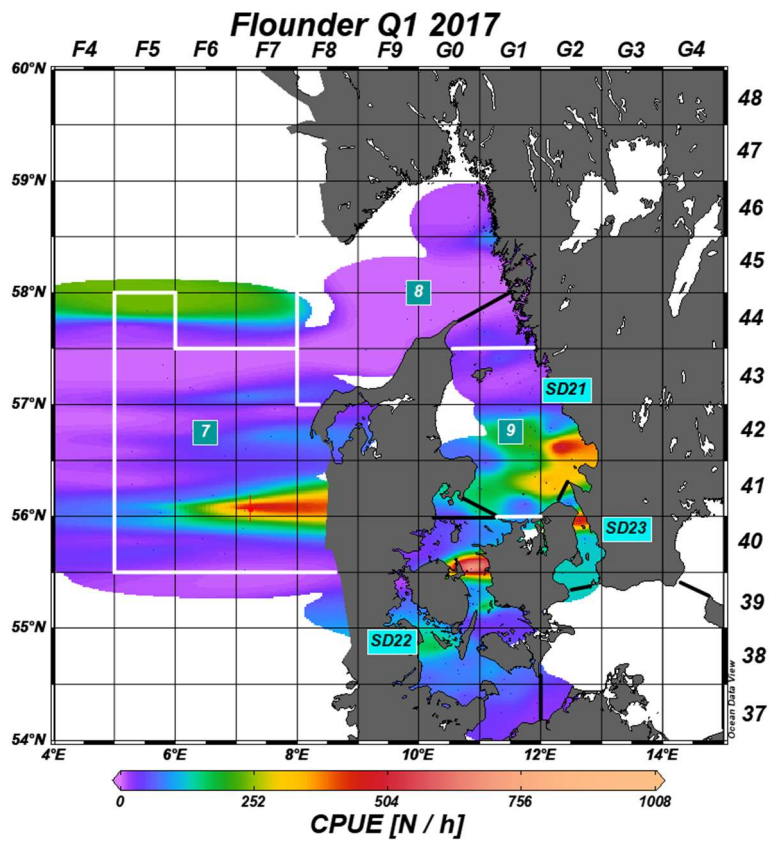 Flounder Q1 2017
F4 F5 F6 F7 F8 F9 G0 G1 G2 G3 G4
60°N
48
47
59°N
46
45
58°N
8
44
43
SD21
57°N
7 9
42
41
56°N
SD23
40
39
55°N
SD22
38
37
54°N
Ocean Data View
4°E 6°E 8°E 10°E 12°E 14°E
0 252 504 756 1008
CPUE [N / h]